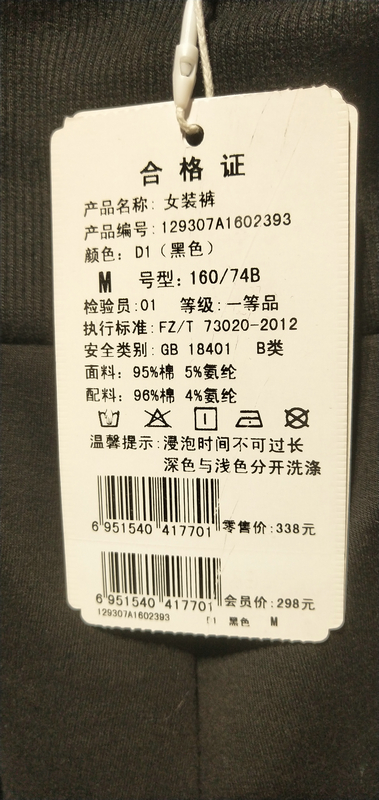 合格证
产品名称: 女装裤
产品编号: 129307A1602393
颜色: D1（黑色）
M 号型: 160/74B
检验员:01 等级:一等品
执行标准:FZ/T 73020-2012
安全类别:GB 18401 B类
面料: 95%棉 5%氨纶
配料: 96%棉 4%氨纶
温馨提示:浸泡时间不可过长
深色与浅色分开洗涤
6 951540 417701 零售价:338元
6 951540 417701 会员价:298元
129307A1602393 黑色 M